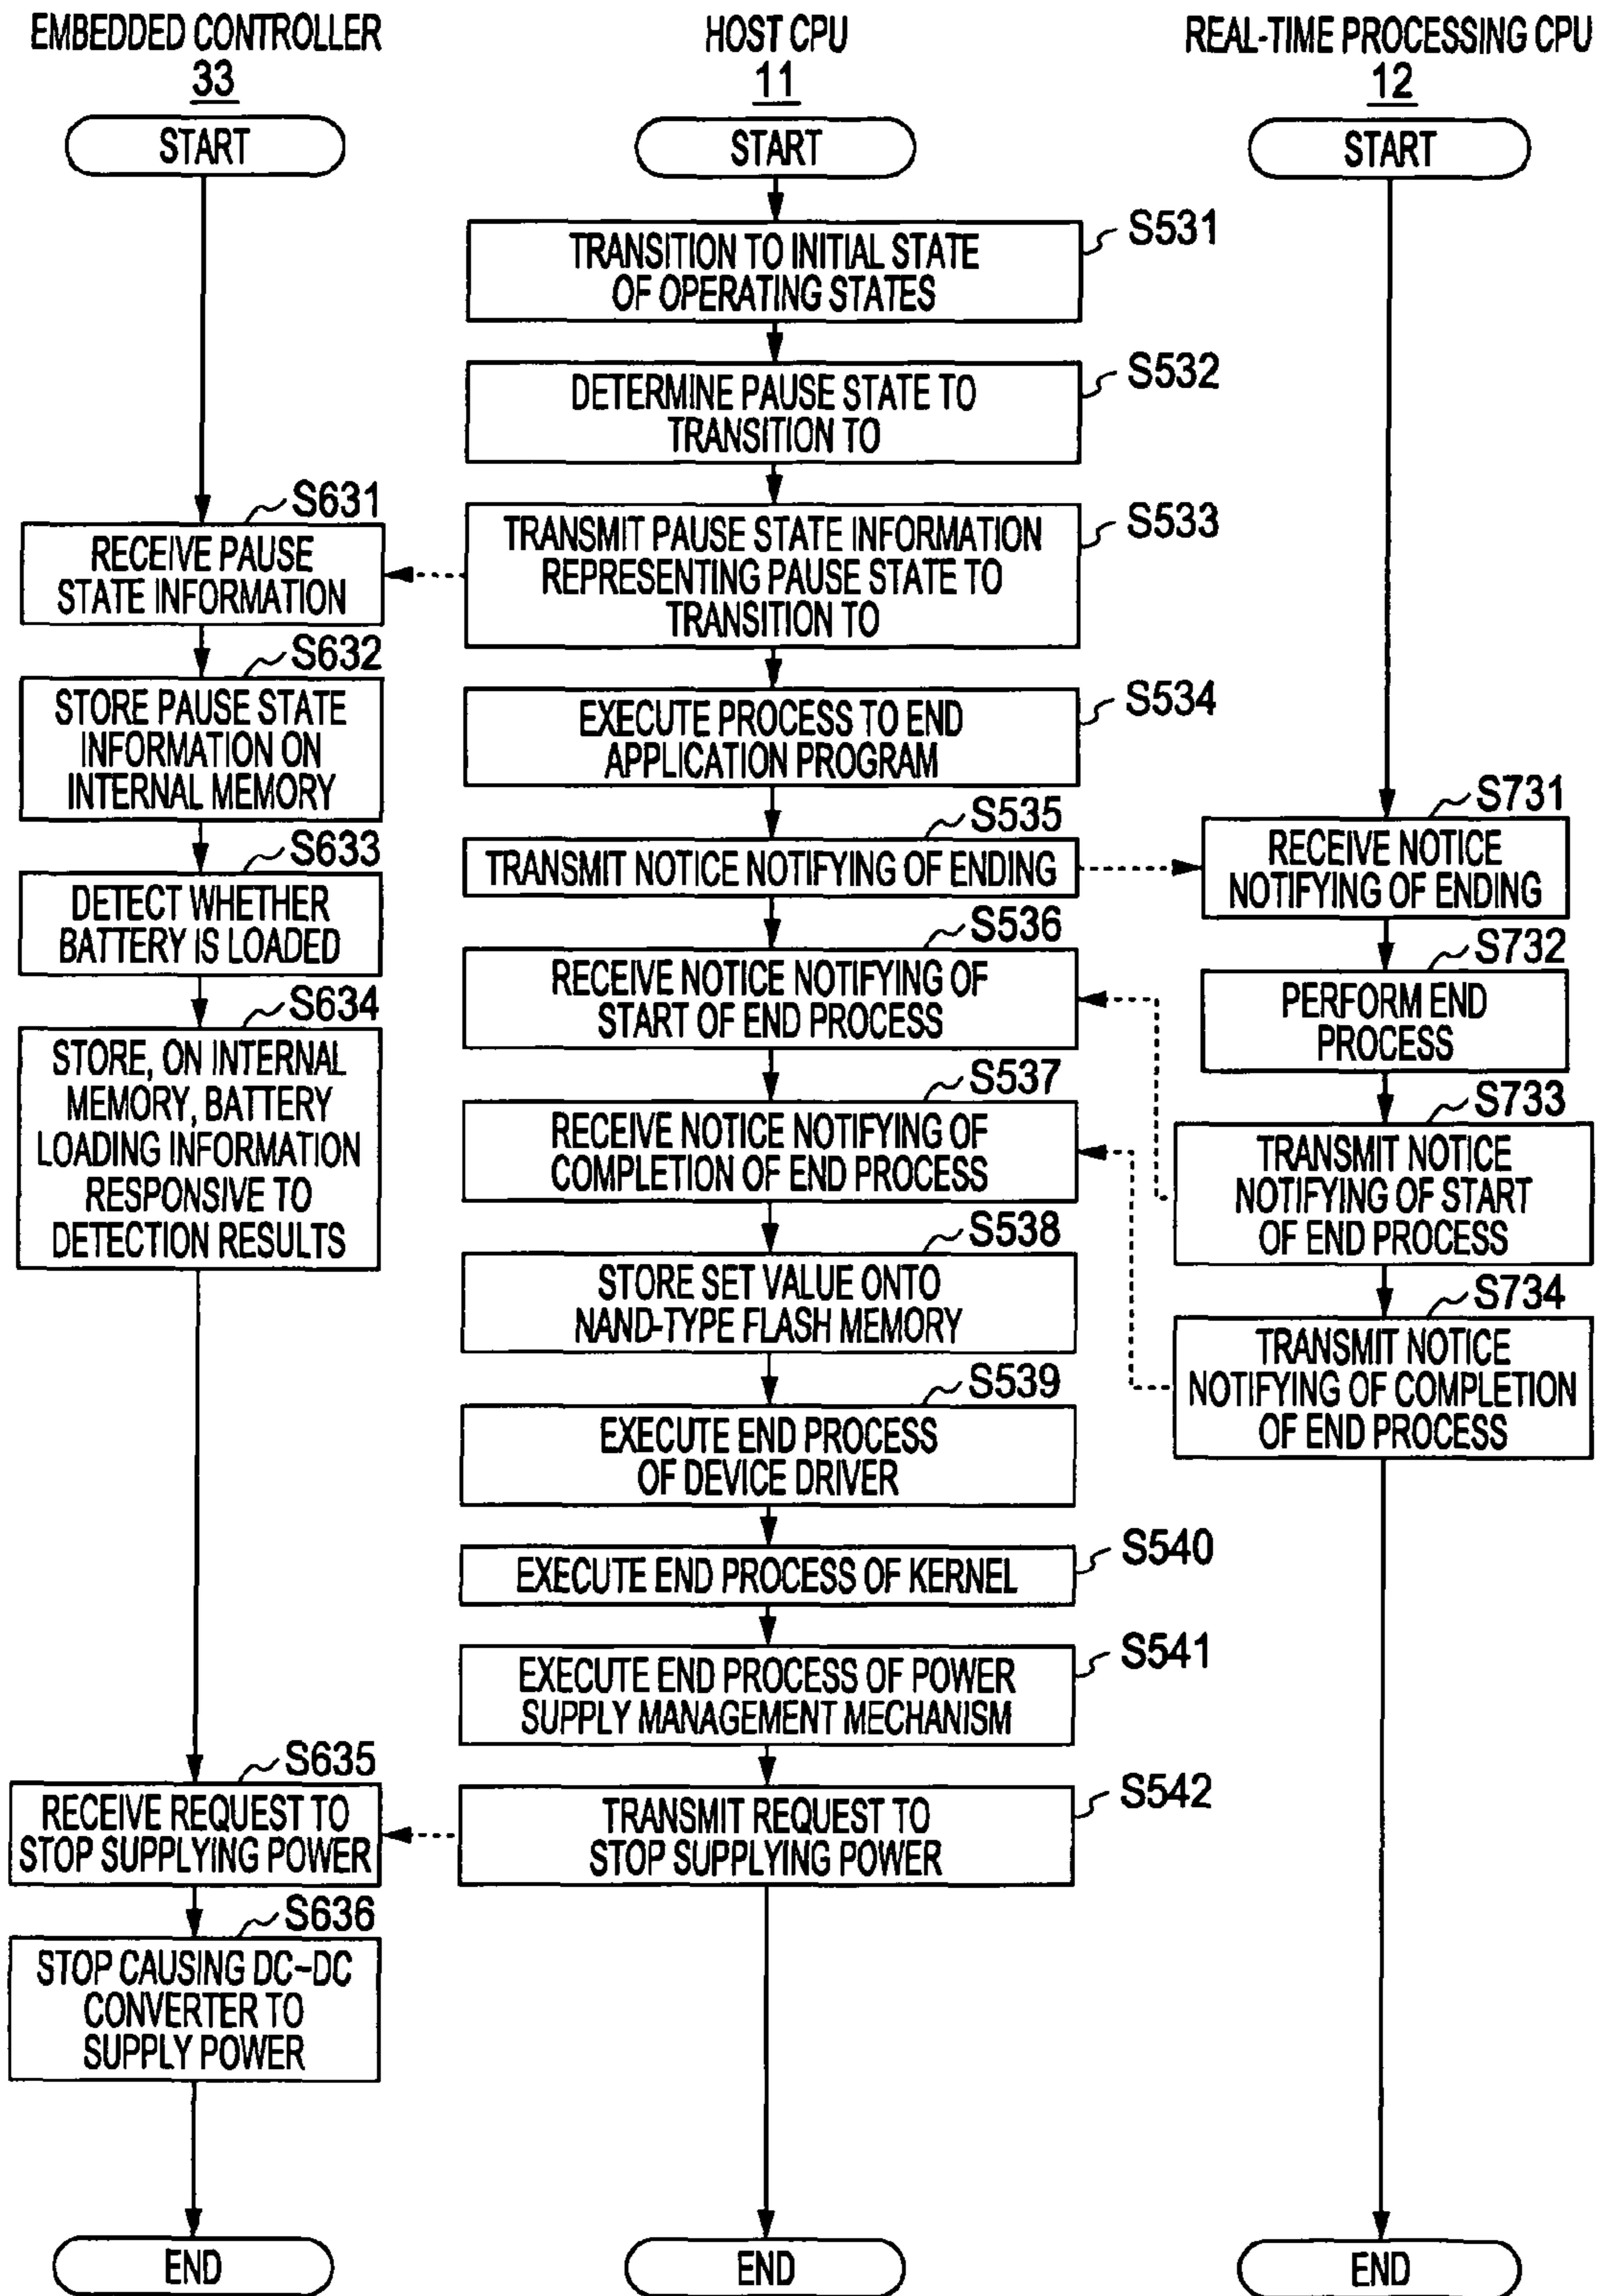 EMBEDDED CONTROLLER
33
START
S631
RECEIVE PAUSE
STATE INFORMATION
S632
STORE PAUSE STATE
INFORMATION ON
INTERNAL MEMORY
S633
DETECT WHETHER
BATTERY IS LOADED
S634
STORE, ON INTERNAL
MEMORY, BATTERY
LOADING INFORMATION
RESPONSIVE TO
DETECTION RESULTS
S635
RECEIVE REQUEST TO
STOP SUPPLYING POWER
S636
STOP CAUSING DC-DC
CONVERTER TO
SUPPLY POWER
END
HOST CPU
11
START
S531
TRANSITION TO INITIAL STATE
OF OPERATING STATES
S532
DETERMINE PAUSE STATE TO
TRANSITION TO
S533
TRANSMIT PAUSE STATE INFORMATION
REPRESENTING PAUSE STATE TO
TRANSITION TO
S534
EXECUTE PROCESS TO END
APPLICATION PROGRAM
S535
TRANSMIT NOTICE NOTIFYING OF ENDING
S536
RECEIVE NOTICE NOTIFYING OF
START OF END PROCESS
S537
RECEIVE NOTICE NOTIFYING OF
COMPLETION OF END PROCESS
S538
STORE SET VALUE ONTO
NAND-TYPE FLASH MEMORY
S539
EXECUTE END PROCESS
OF DEVICE DRIVER
S540
EXECUTE END PROCESS OF KERNEL
S541
EXECUTE END PROCESS OF POWER
SUPPLY MANAGEMENT MECHANISM
S542
TRANSMIT REQUEST TO
STOP SUPPLYING POWER
END
REAL-TIME PROCESSING CPU
12
START
S731
RECEIVE NOTICE
NOTIFYING OF ENDING
S732
PERFORM END
PROCESS
S733
TRANSMIT NOTICE
NOTIFYING OF START
OF END PROCESS
S734
TRANSMIT NOTICE
NOTIFYING OF COMPLETION
OF END PROCESS
END